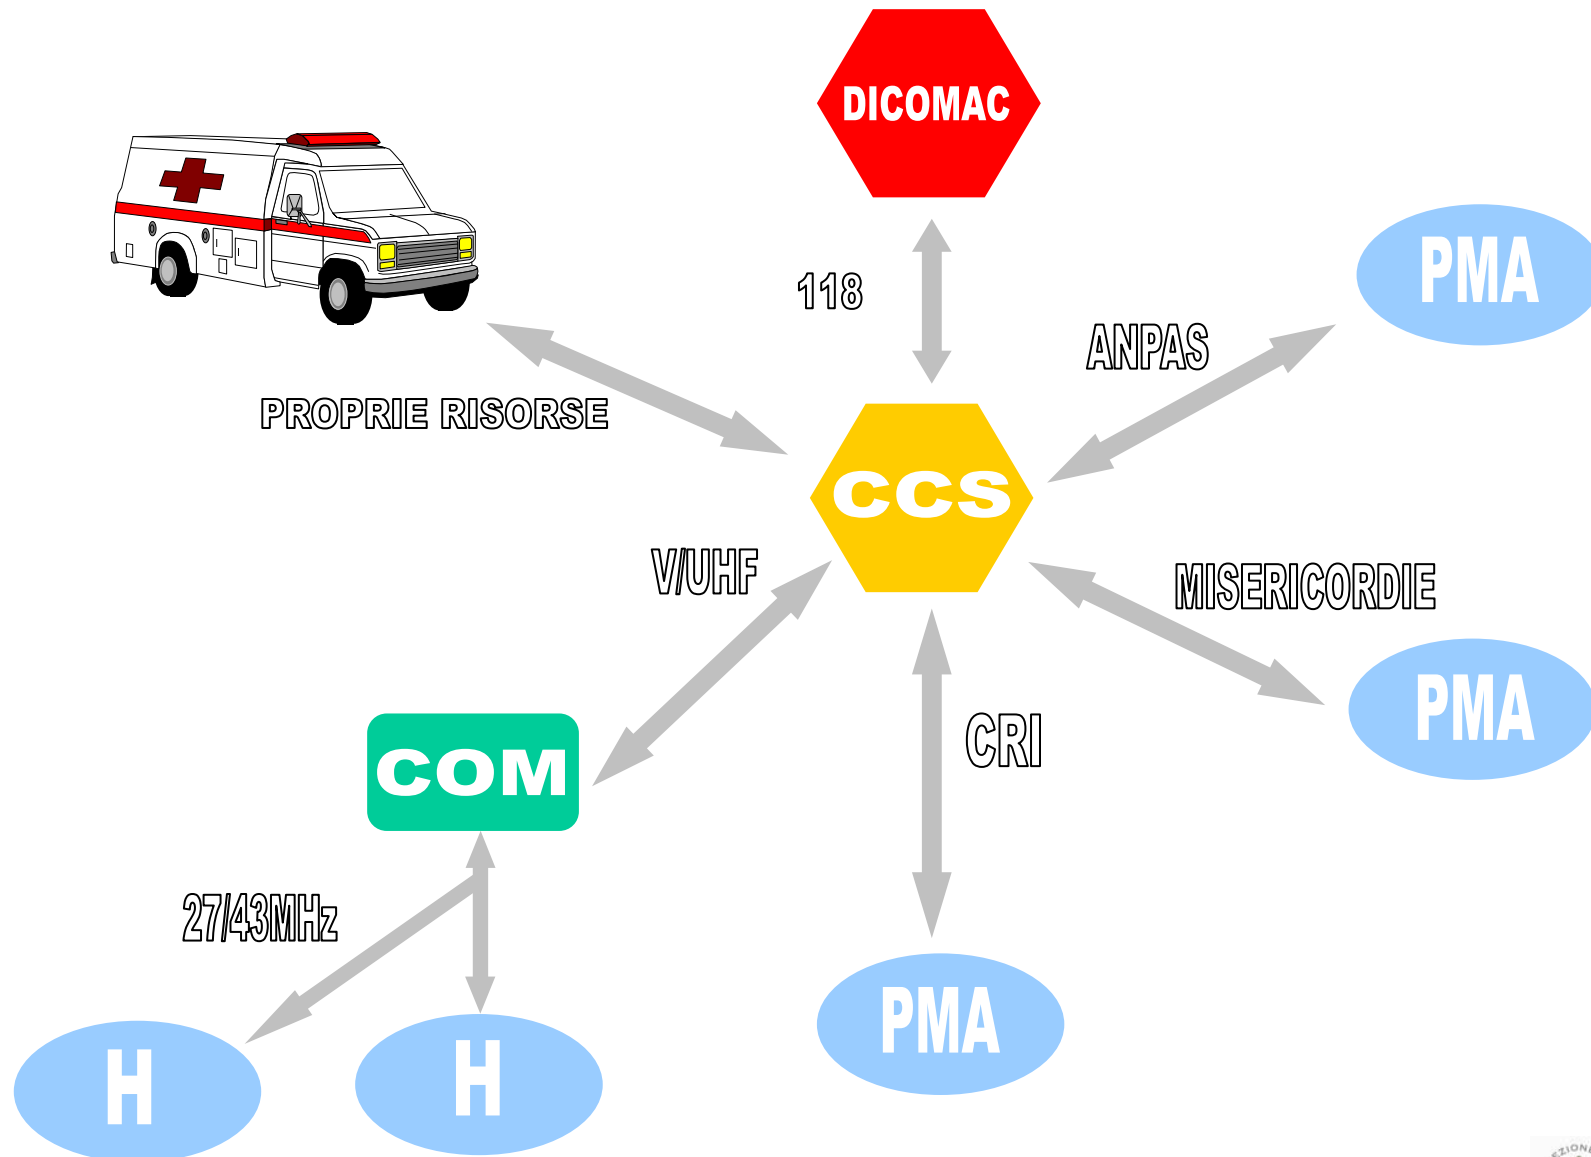 DICOMAC
PMA
118
ANPAS
PROPRIE RISORSE
CCS
V/UHF
MISERICORDIE
PMA
CRI
COM
27/43MHz
PMA
H
H